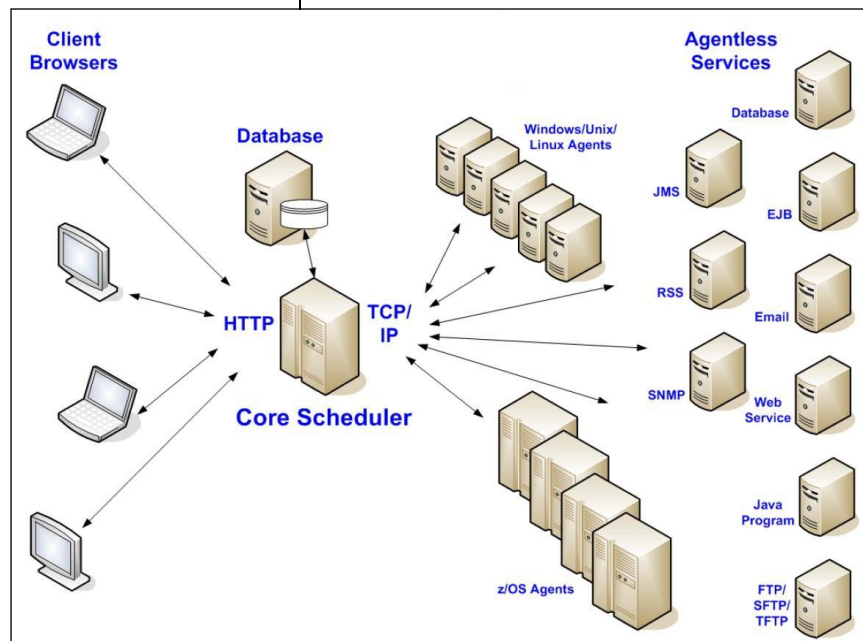 Client
Browsers
Database
HTTP
TCP/
IP
Core Scheduler
Windows/Unix/
Linux Agents
z/OS Agents
Agentless
Services
Database
JMS
EJB
RSS
Email
SNMP
Web
Service
Java
Program
FTP/
SFTP/
TFTP